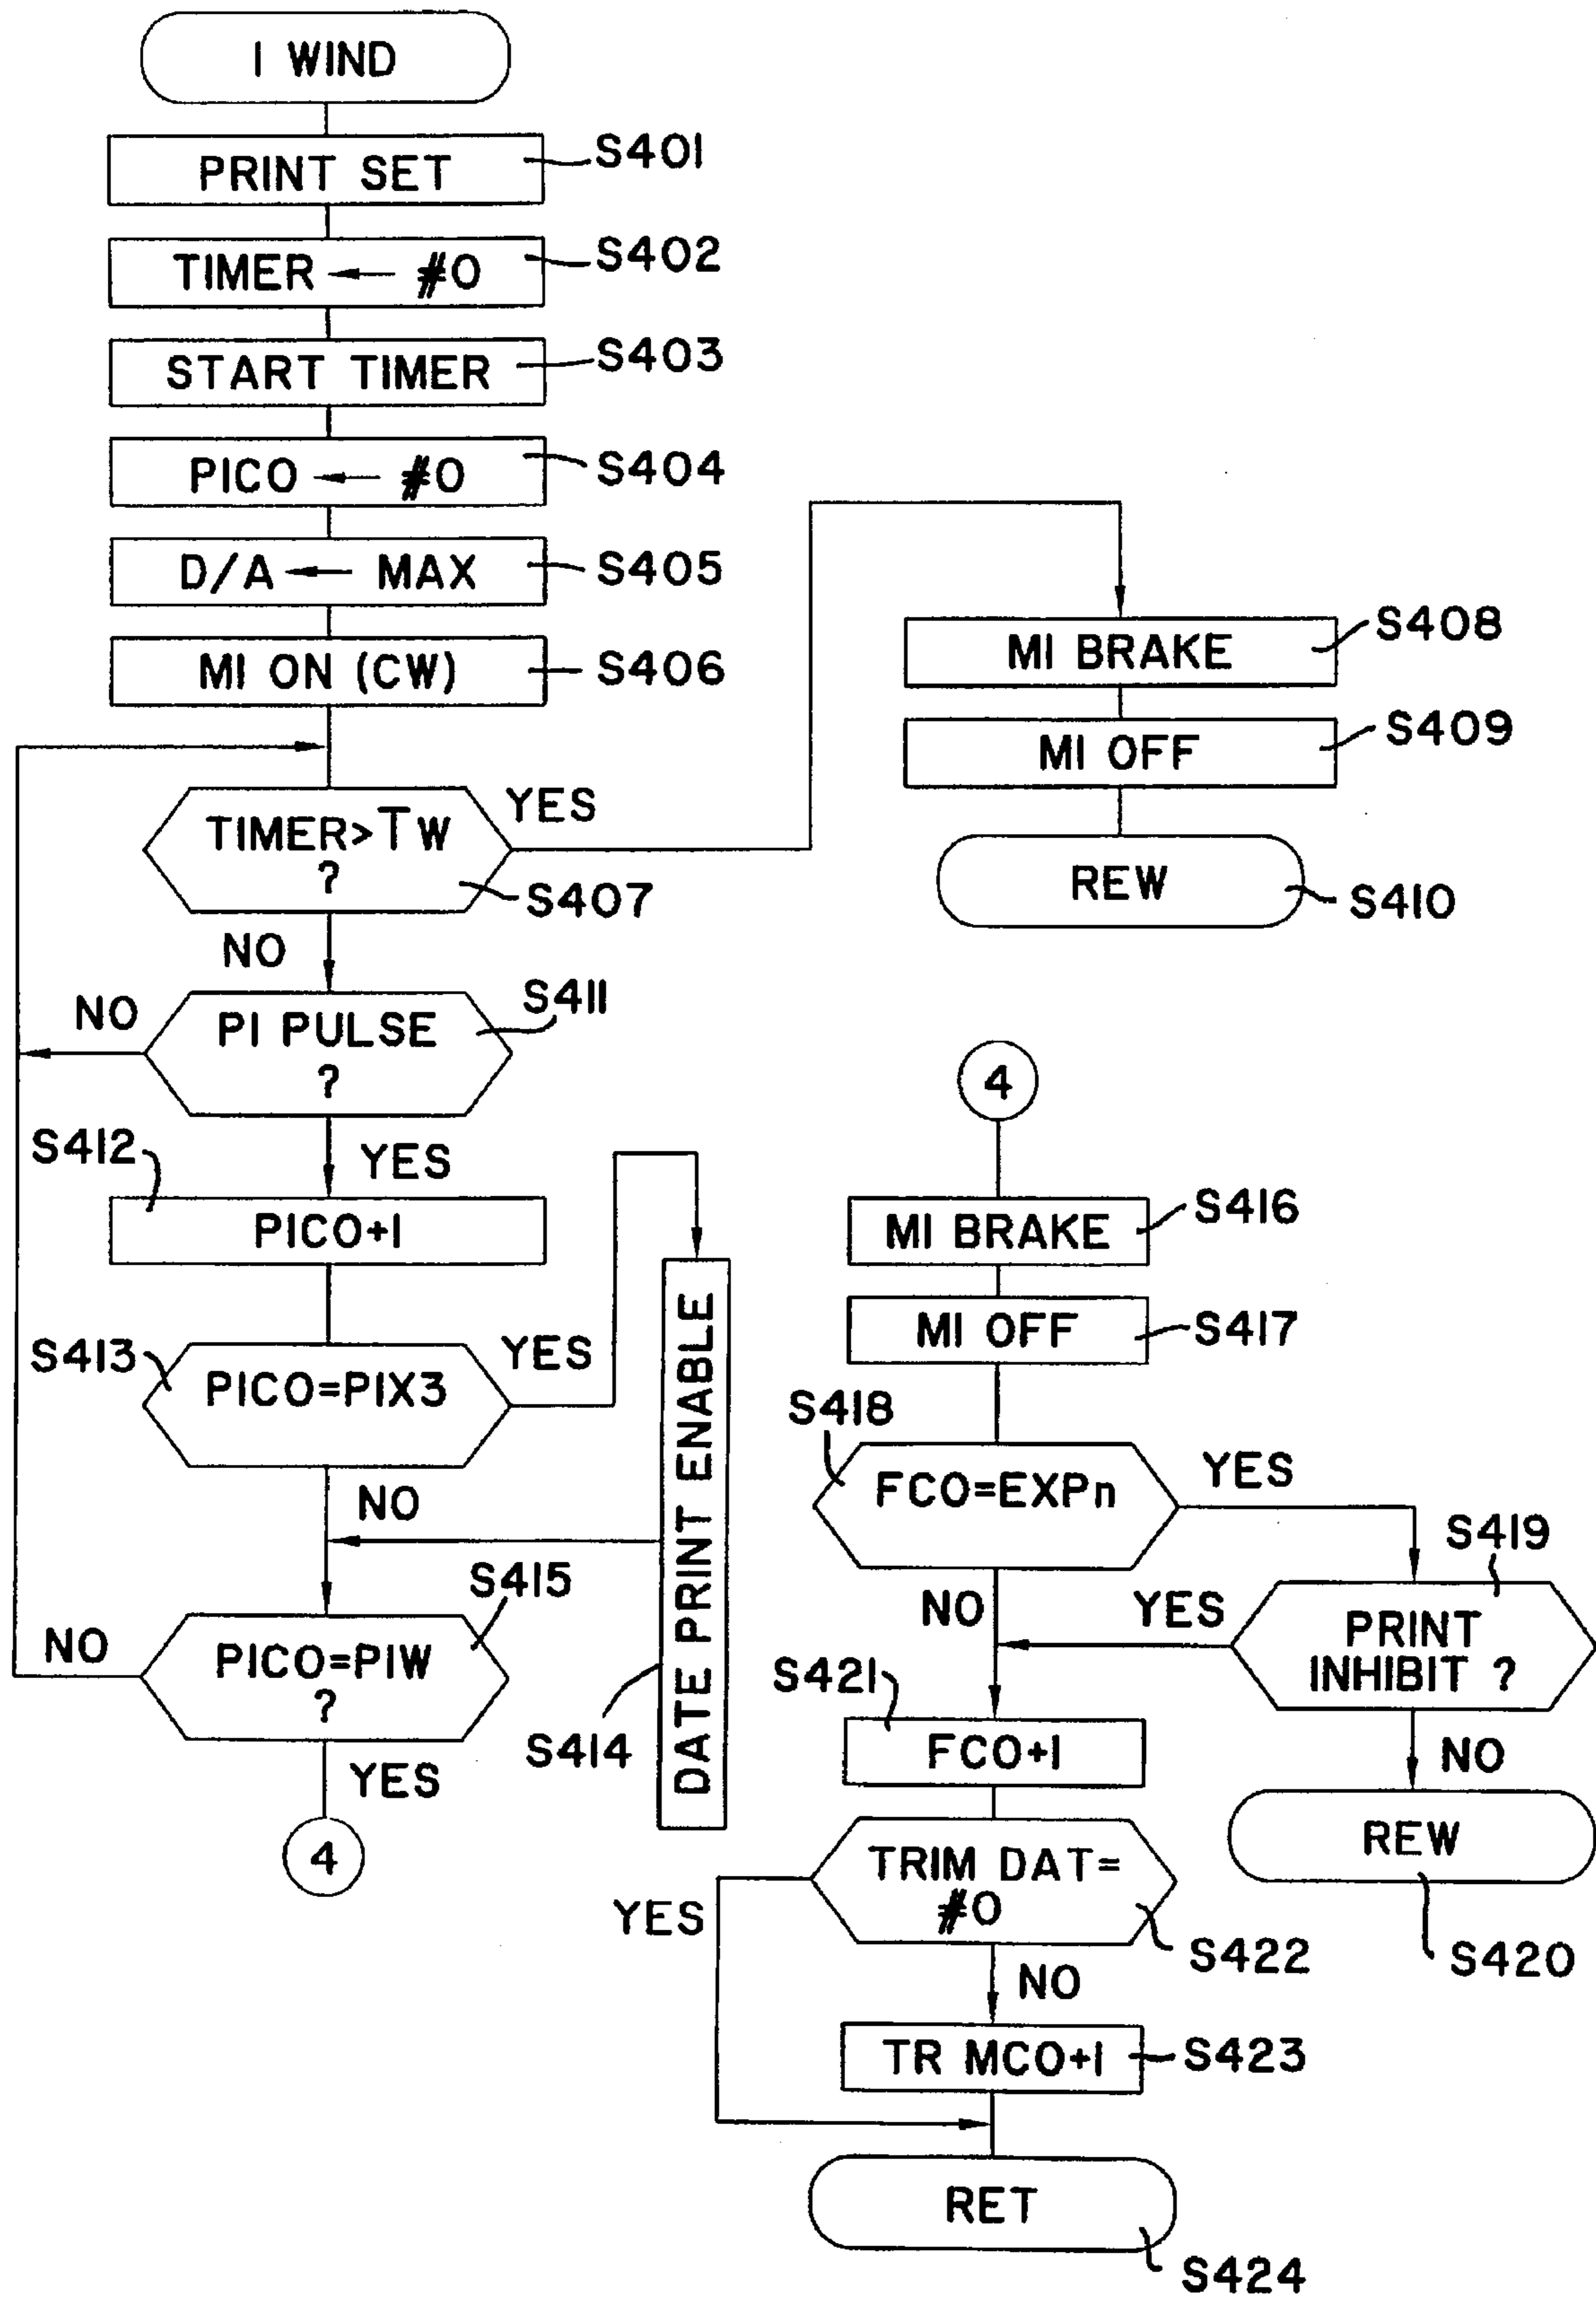 I WIND
PRINT SET
S401
TIMER ← #0
S402
START TIMER
S403
PICO ← #0
S404
D/A ← MAX
S405
MI ON (CW)
S406
TIMER>TW
?
YES
S407
NO
MI BRAKE
S408
MI OFF
S409
REW
S410
PI PULSE
?
S411
NO
YES
S412
PICO+1
S413
PICO=PIX3
YES
NO
DATE PRINT ENABLE
S414
S415
PICO=PIW
?
NO
YES
4
4
MI BRAKE
S416
MI OFF
S417
S418
FCO=EXPn
YES
NO
S419
PRINT
INHIBIT ?
YES
NO
REW
S420
S421
FCO+1
TRIM DAT=
#0
YES
S422
NO
TR MCO+1
S423
RET
S424